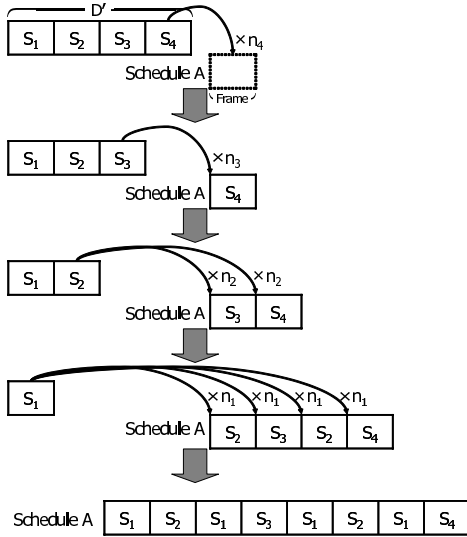 D′
S₁ S₂ S₃ S₄ ×n₄
Schedule A
Frame
S₁ S₂ S₃ ×n₃
Schedule A S₄
S₁ S₂ ×n₂ ×n₂
Schedule A S₃ S₄
S₁ ×n₁ ×n₁ ×n₁ ×n₁
Schedule A S₂ S₃ S₂ S₄
Schedule A S₁ S₂ S₁ S₃ S₁ S₂ S₁ S₄